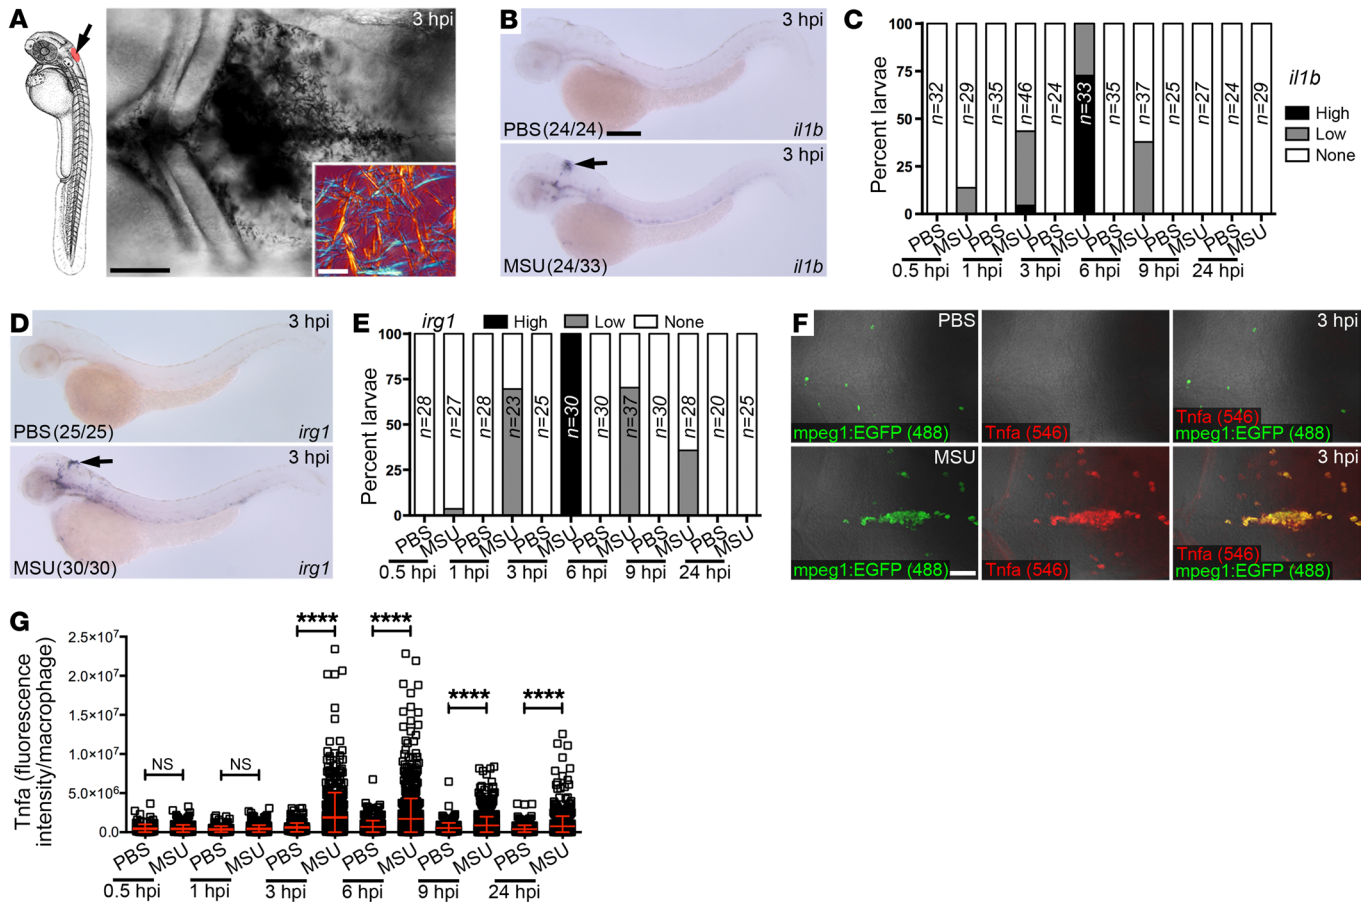 A
3 hpi
B
3 hpi
PBS(24/24)
il1b
3 hpi
MSU(24/33)
il1b
C
Percent larvae
100
75
50
25
0
n=32
n=29
n=35
n=46
n=24
n=33
n=35
n=37
n=25
n=27
n=24
n=29
PBS MSU PBS MSU PBS MSU PBS MSU PBS MSU PBS MSU
0.5 hpi 1 hpi 3 hpi 6 hpi 9 hpi 24 hpi
il1b
High
Low
None
D
3 hpi
PBS(25/25)
irg1
3 hpi
MSU(30/30)
irg1
E
irg1 High Low None
Percent larvae
100
75
50
25
0
n=28
n=27
n=28
n=23
n=25
n=30
n=30
n=37
n=30
n=28
n=20
n=25
PBS MSU PBS MSU PBS MSU PBS MSU PBS MSU PBS MSU
0.5 hpi 1 hpi 3 hpi 6 hpi 9 hpi 24 hpi
F
PBS
mpeg1:EGFP (488)
Tnfa (546)
3 hpi
Tnfa (546)
mpeg1:EGFP (488)
MSU
mpeg1:EGFP (488)
Tnfa (546)
3 hpi
Tnfa (546)
mpeg1:EGFP (488)
G
Tnfa (fluorescence
intensity/macrophage)
2.5×10⁷
2.0×10⁷
1.5×10⁷
1.0×10⁷
5.0×10⁶
0.0
NS
NS
****
****
****
****
PBS MSU PBS MSU PBS MSU PBS MSU PBS MSU PBS MSU
0.5 hpi 1 hpi 3 hpi 6 hpi 9 hpi 24 hpi